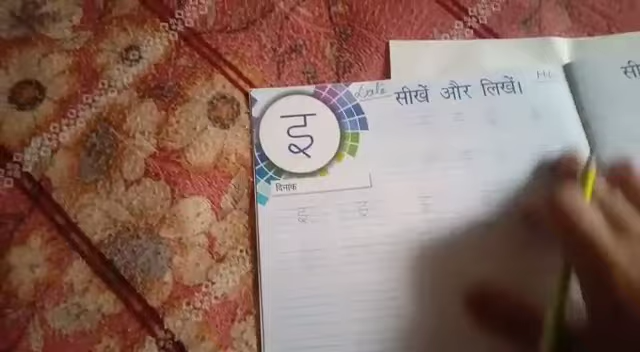 Date
सीखें और लिखें।
सी
इ
दिनांक
इ इ